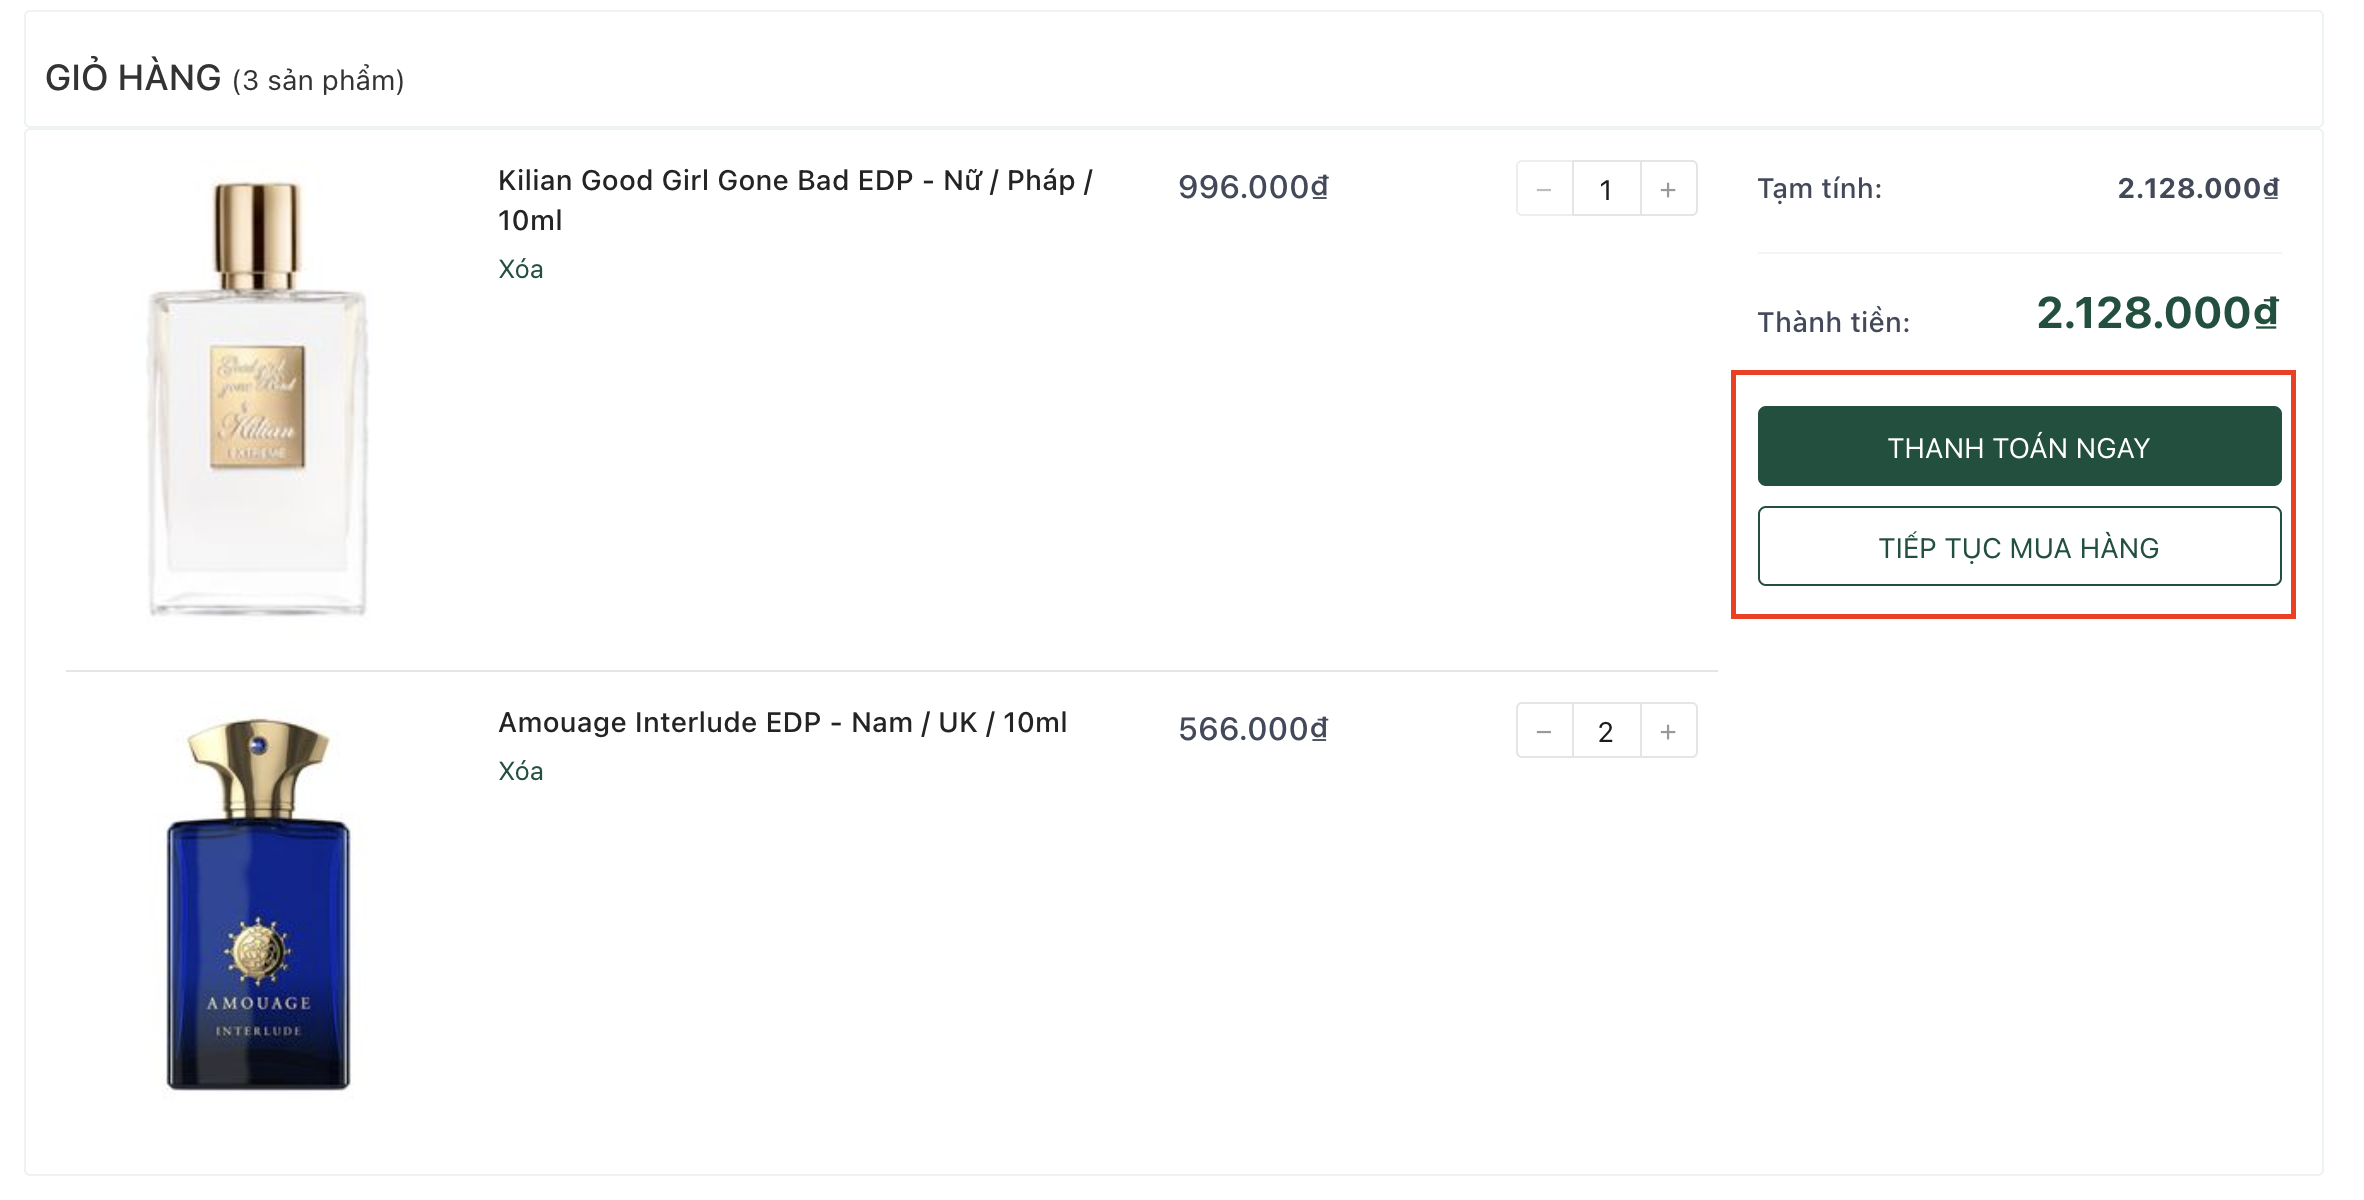 GIỎ HÀNG (3 sản phẩm)
Kilian Good Girl Gone Bad EDP - Nữ / Pháp /
10ml
Xóa
996.000₫
− 1 +
Good girl
gone Bad
Kilian
EXTREME
Amouage Interlude EDP - Nam / UK / 10ml
Xóa
566.000₫
− 2 +
AMOUAGE
INTERLUDE
Tạm tính: 2.128.000₫
Thành tiền: 2.128.000₫
THANH TOÁN NGAY
TIẾP TỤC MUA HÀNG